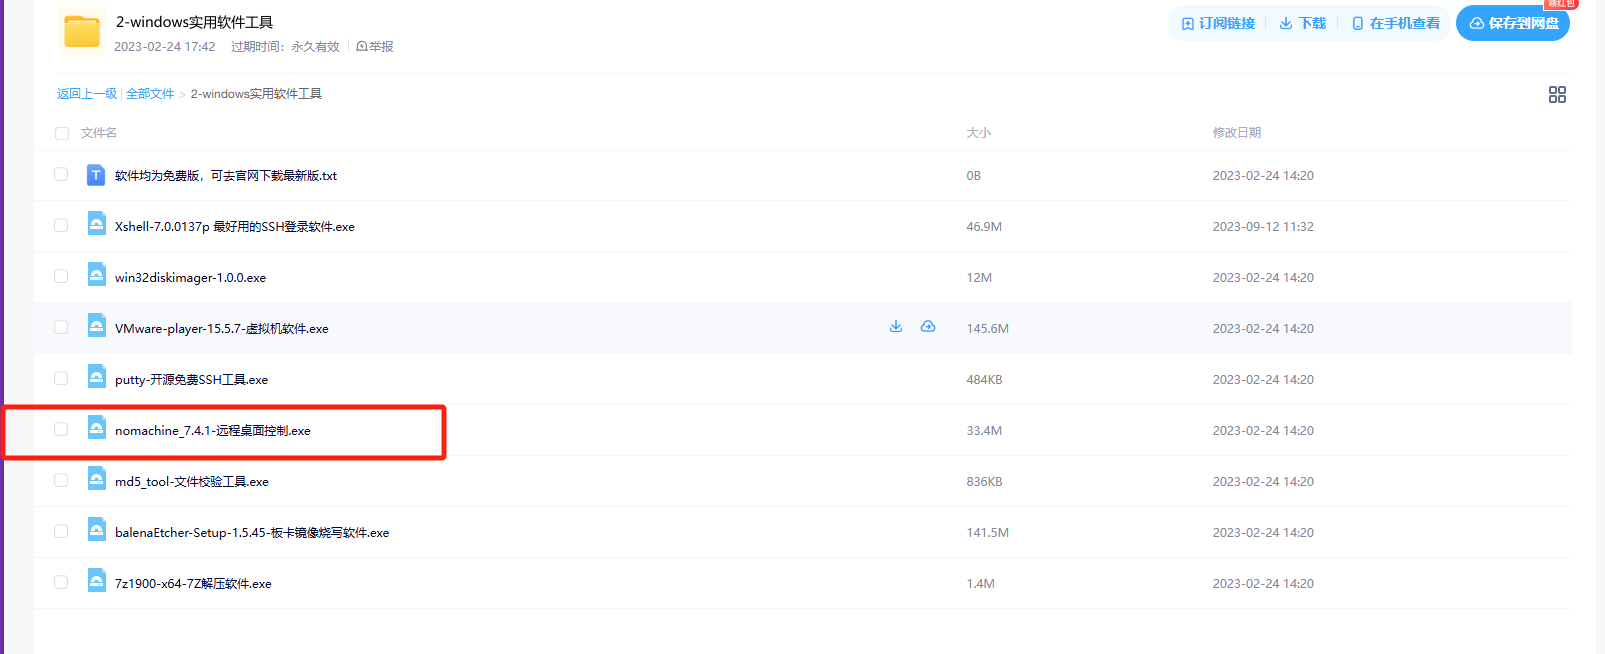 领红包
2-windows实用软件工具
2023-02-24 17:42 过期时间：永久有效 举报
订阅链接 下载 在手机查看 保存到网盘
返回上一级 | 全部文件 > 2-windows实用软件工具
文件名 大小 修改日期
软件均为免费版，可去官网下载最新版.txt 0B 2023-02-24 14:20
Xshell-7.0.0137p 最好用的SSH登录软件.exe 46.9M 2023-09-12 11:32
win32diskimager-1.0.0.exe 12M 2023-02-24 14:20
VMware-player-15.5.7-虚拟机软件.exe 145.6M 2023-02-24 14:20
putty-开源免费SSH工具.exe 484KB 2023-02-24 14:20
nomachine_7.4.1-远程桌面控制.exe 33.4M 2023-02-24 14:20
md5_tool-文件校验工具.exe 836KB 2023-02-24 14:20
balenaEtcher-Setup-1.5.45-板卡镜像烧写软件.exe 141.5M 2023-02-24 14:20
7z1900-x64-7Z解压软件.exe 1.4M 2023-02-24 14:20